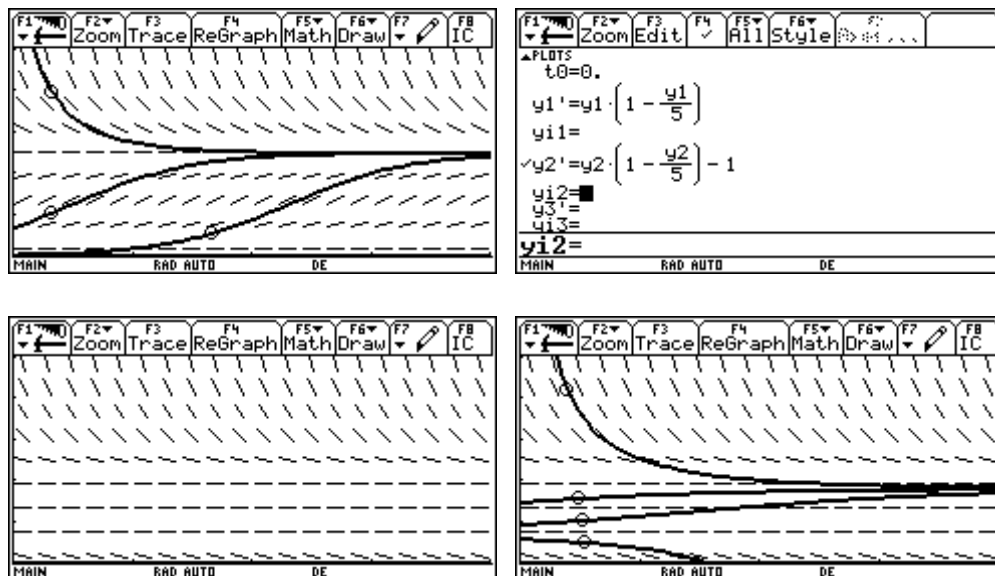 F1 F2 F3 F4 F5 F6 F7 F8
Zoom Trace ReGraph Math Draw IC
MAIN RAD AUTO DE
F1 F2 F3 F4 F5 F6
Zoom Edit ✓ All Style
PLOTS
t0=0.
y1'=y1·(1-y1/5)
yi1=
✓y2'=y2·(1-y2/5)-1
yi2=
y3'=
yi3=
yi2=
MAIN RAD AUTO DE
F1 F2 F3 F4 F5 F6 F7 F8
Zoom Trace ReGraph Math Draw IC
MAIN RAD AUTO DE
F1 F2 F3 F4 F5 F6 F7 F8
Zoom Trace ReGraph Math Draw IC
MAIN RAD AUTO DE